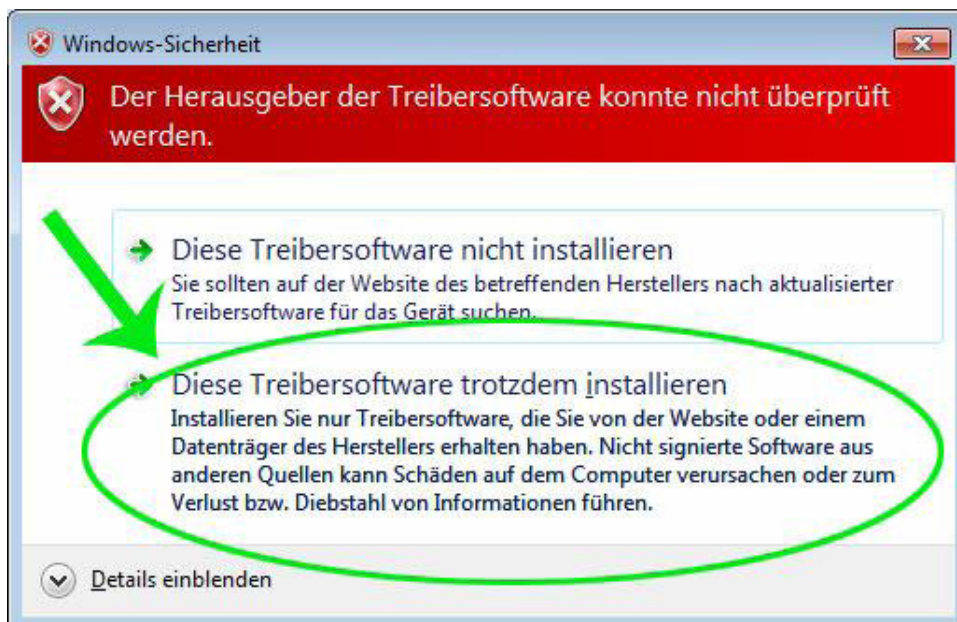 Windows-Sicherheit
Der Herausgeber der Treibersoftware konnte nicht überprüft
werden.
Diese Treibersoftware nicht installieren
Sie sollten auf der Website des betreffenden Herstellers nach aktualisierter
Treibersoftware für das Gerät suchen.
Diese Treibersoftware trotzdem installieren
Installieren Sie nur Treibersoftware, die Sie von der Website oder einem
Datenträger des Herstellers erhalten haben. Nicht signierte Software aus
anderen Quellen kann Schäden auf dem Computer verursachen oder zum
Verlust bzw. Diebstahl von Informationen führen.
Details einblenden